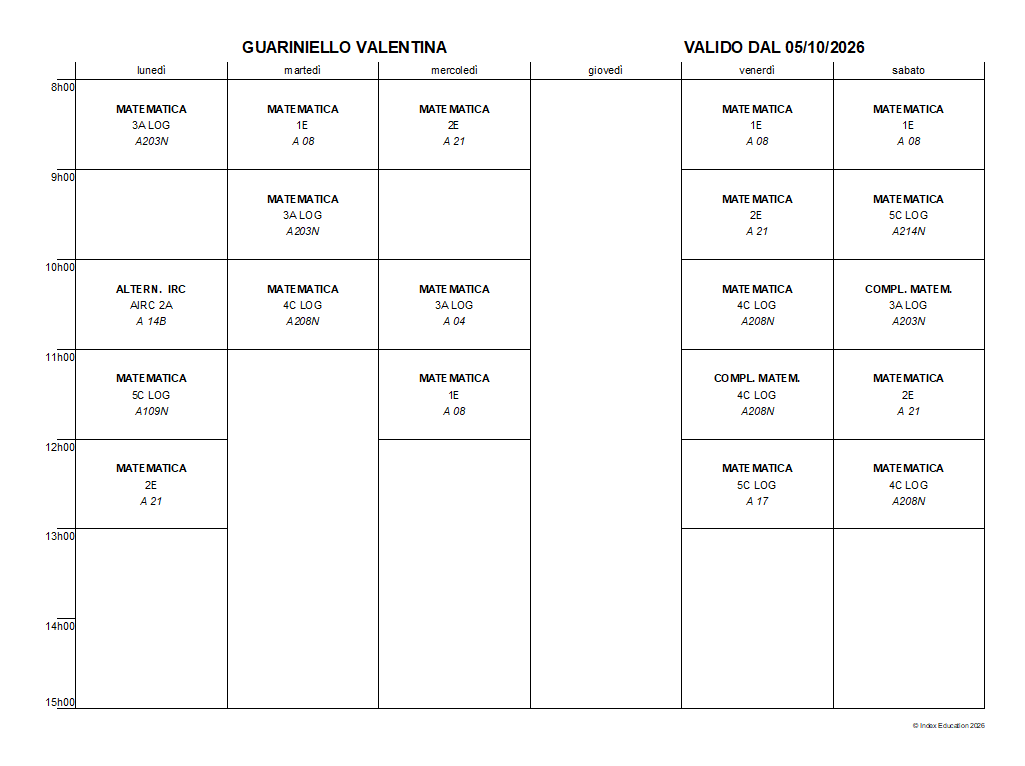 GUARINIELLO VALENTINA VALIDO DAL 05/10/2026
lunedì martedì mercoledì giovedì venerdì sabato
8h00
MATEMATICA MATEMATICA MATEMATICA MATEMATICA MATEMATICA
3A LOG 1E 2E 1E 1E
A203N A 08 A 21 A 08 A 08
9h00
MATEMATICA MATEMATICA MATEMATICA
3A LOG 2E 5C LOG
A203N A 21 A214N
10h00
ALTERN. IRC MATEMATICA MATEMATICA MATEMATICA COMPL. MATEM.
AIRC 2A 4C LOG 3A LOG 4C LOG 3A LOG
A 14B A208N A 04 A208N A203N
11h00
MATEMATICA MATEMATICA COMPL. MATEM. MATEMATICA
5C LOG 1E 4C LOG 2E
A109N A 08 A208N A 21
12h00
MATEMATICA MATEMATICA MATEMATICA
2E 5C LOG 4C LOG
A 21 A 17 A208N
13h00
14h00
15h00
© Index Education 2026